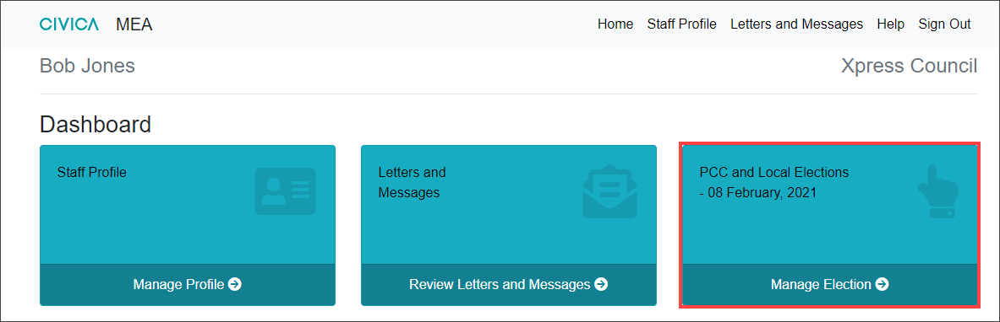 CIVICA MEA Home Staff Profile Letters and Messages Help Sign Out
Bob Jones Xpress Council
Dashboard
Staff Profile
Manage Profile
Letters and
Messages
Review Letters and Messages
PCC and Local Elections
- 08 February, 2021
Manage Election